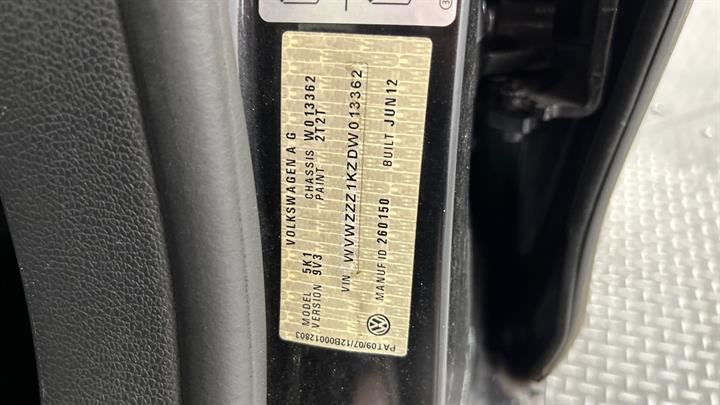 VOLKSWAGEN AG
MODEL 5K1 CHASSIS W013362
VERSION 9V3 PAINT 2T2T
VIN WVWZZZ1KZDW013362
MANUF ID 260150 BUILT JUN12
PAT09/07/12B00012803